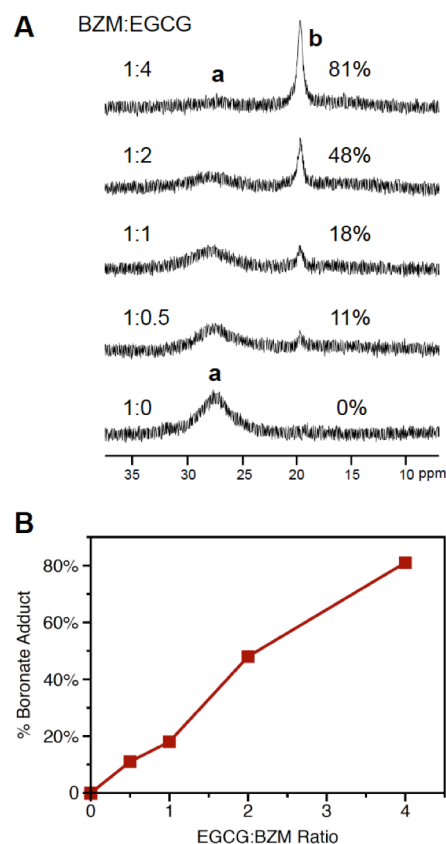 A
BZM:EGCG
b
1:4
a
81%
1:2
48%
1:1
18%
1:0.5
11%
a
1:0
0%
35 30 25 20 15 10 ppm
B
80%
60%
40%
20%
0
% Boronate Adduct
0 1 2 3 4
EGCG:BZM Ratio